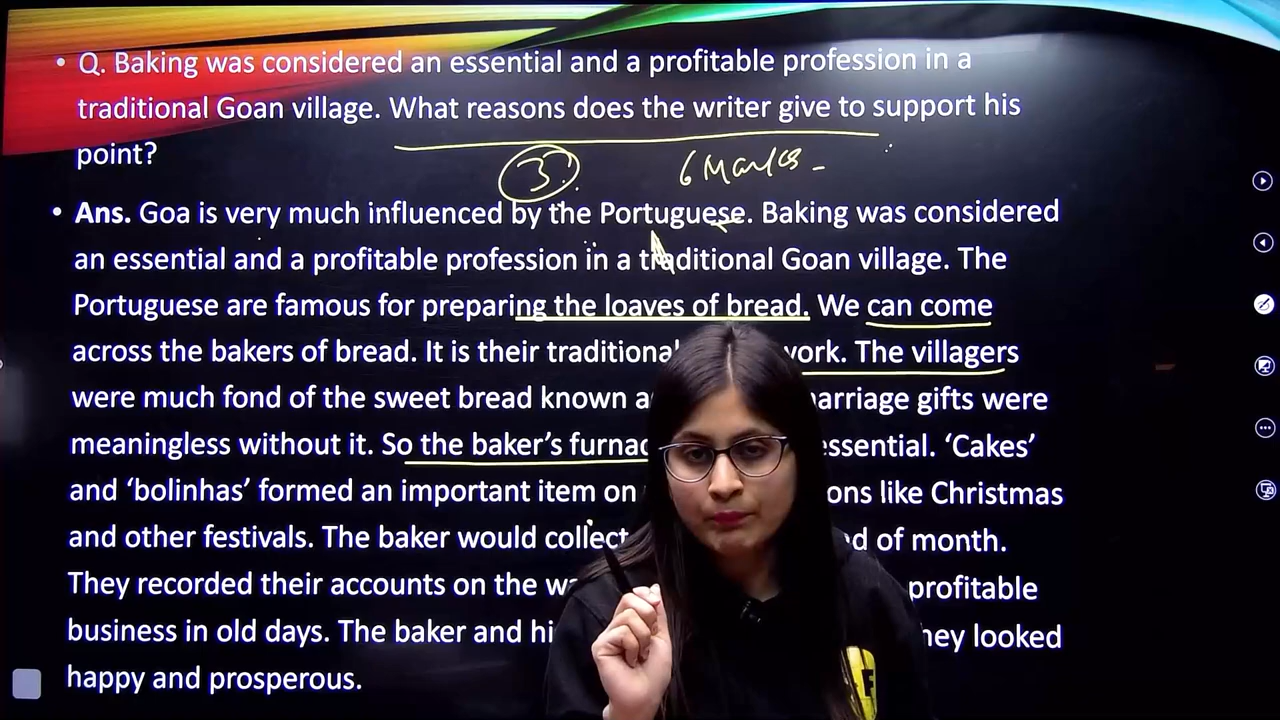 • Q. Baking was considered an essential and a profitable profession in a
traditional Goan village. What reasons does the writer give to support his
point?
3 6 Marks
• Ans. Goa is very much influenced by the Portuguese. Baking was considered
an essential and a profitable profession in a traditional Goan village. The
Portuguese are famous for preparing the loaves of bread. We can come
across the bakers of bread. It is their traditional work. The villagers
were much fond of the sweet bread known gifts were
meaningless without it. So the baker's essential. ‘Cakes’
and ‘bolinhas’ formed an important item on like Christmas
and other festivals. The baker would collect of month.
They recorded their accounts on the profitable
business in old days. The baker and looked
happy and prosperous.